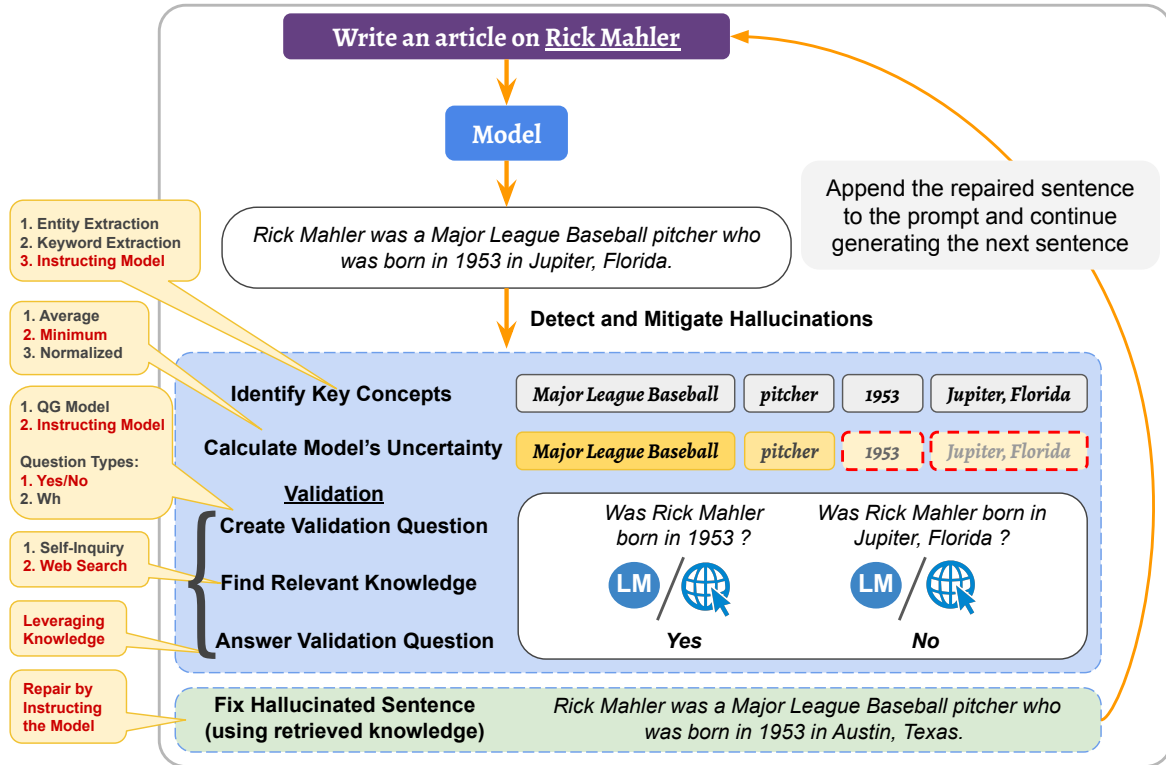 Write an article on Rick Mahler
Model
Rick Mahler was a Major League Baseball pitcher who
was born in 1953 in Jupiter, Florida.
Append the repaired sentence
to the prompt and continue
generating the next sentence
1. Entity Extraction
2. Keyword Extraction
3. Instructing Model
Detect and Mitigate Hallucinations
1. Average
2. Minimum
3. Normalized
Identify Key Concepts
Major League Baseball
pitcher
1953
Jupiter, Florida
1. QG Model
2. Instructing Model
Question Types:
1. Yes/No
2. Wh
Calculate Model's Uncertainty
Major League Baseball
pitcher
1953
Jupiter, Florida
Validation
Create Validation Question
Was Rick Mahler
born in 1953 ?
Was Rick Mahler born in
Jupiter, Florida ?
1. Self-Inquiry
2. Web Search
Find Relevant Knowledge
LM
LM
Leveraging
Knowledge
Answer Validation Question
Yes
No
Repair by
Instructing
the Model
Fix Hallucinated Sentence
(using retrieved knowledge)
Rick Mahler was a Major League Baseball pitcher who
was born in 1953 in Austin, Texas.